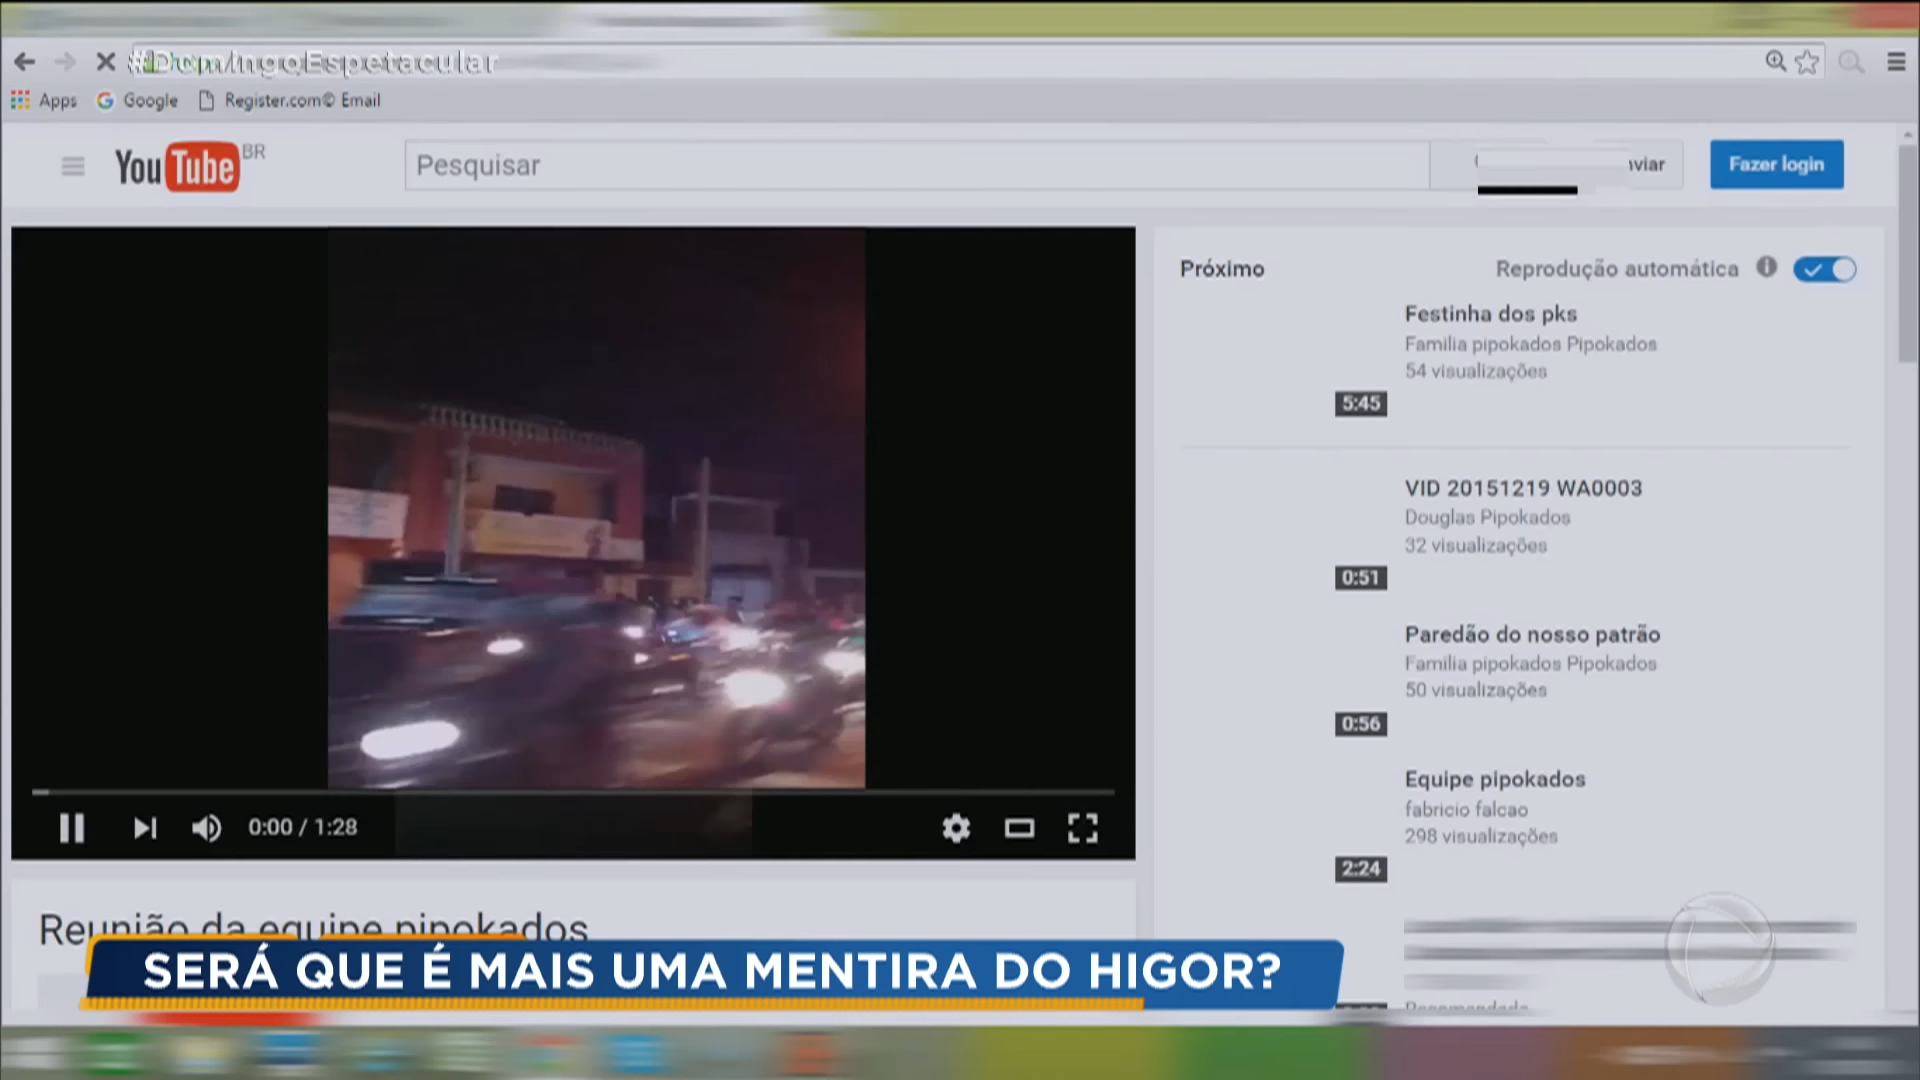 #DomingoEspetacular
Apps
Google
Register.com© Email
YouTube BR
Pesquisar
Fazer login
Próximo
Reprodução automática
Festinha dos pks
Familia pipokados Pipokados
54 visualizações
5:45
VID 20151219 WA0003
Douglas Pipokados
32 visualizações
0:51
Paredão do nosso patrão
Familia pipokados Pipokados
50 visualizações
0:56
Equipe pipokados
fabricio falcao
298 visualizações
2:24
0:00 / 1:28
Reunião da equipe pipokados
SERÁ QUE É MAIS UMA MENTIRA DO HIGOR?